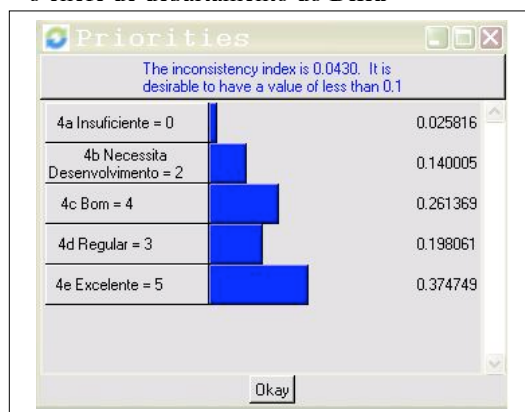 Priorities
The inconsistency index is 0.0430. It is
desirable to have a value of less than 0.1
4a Insuficiente = 0 0.025816
4b Necessita
Desenvolvimento = 2 0.140005
4c Bom = 4 0.261369
4d Regular = 3 0.198061
4e Excelente = 5 0.374749
Okay